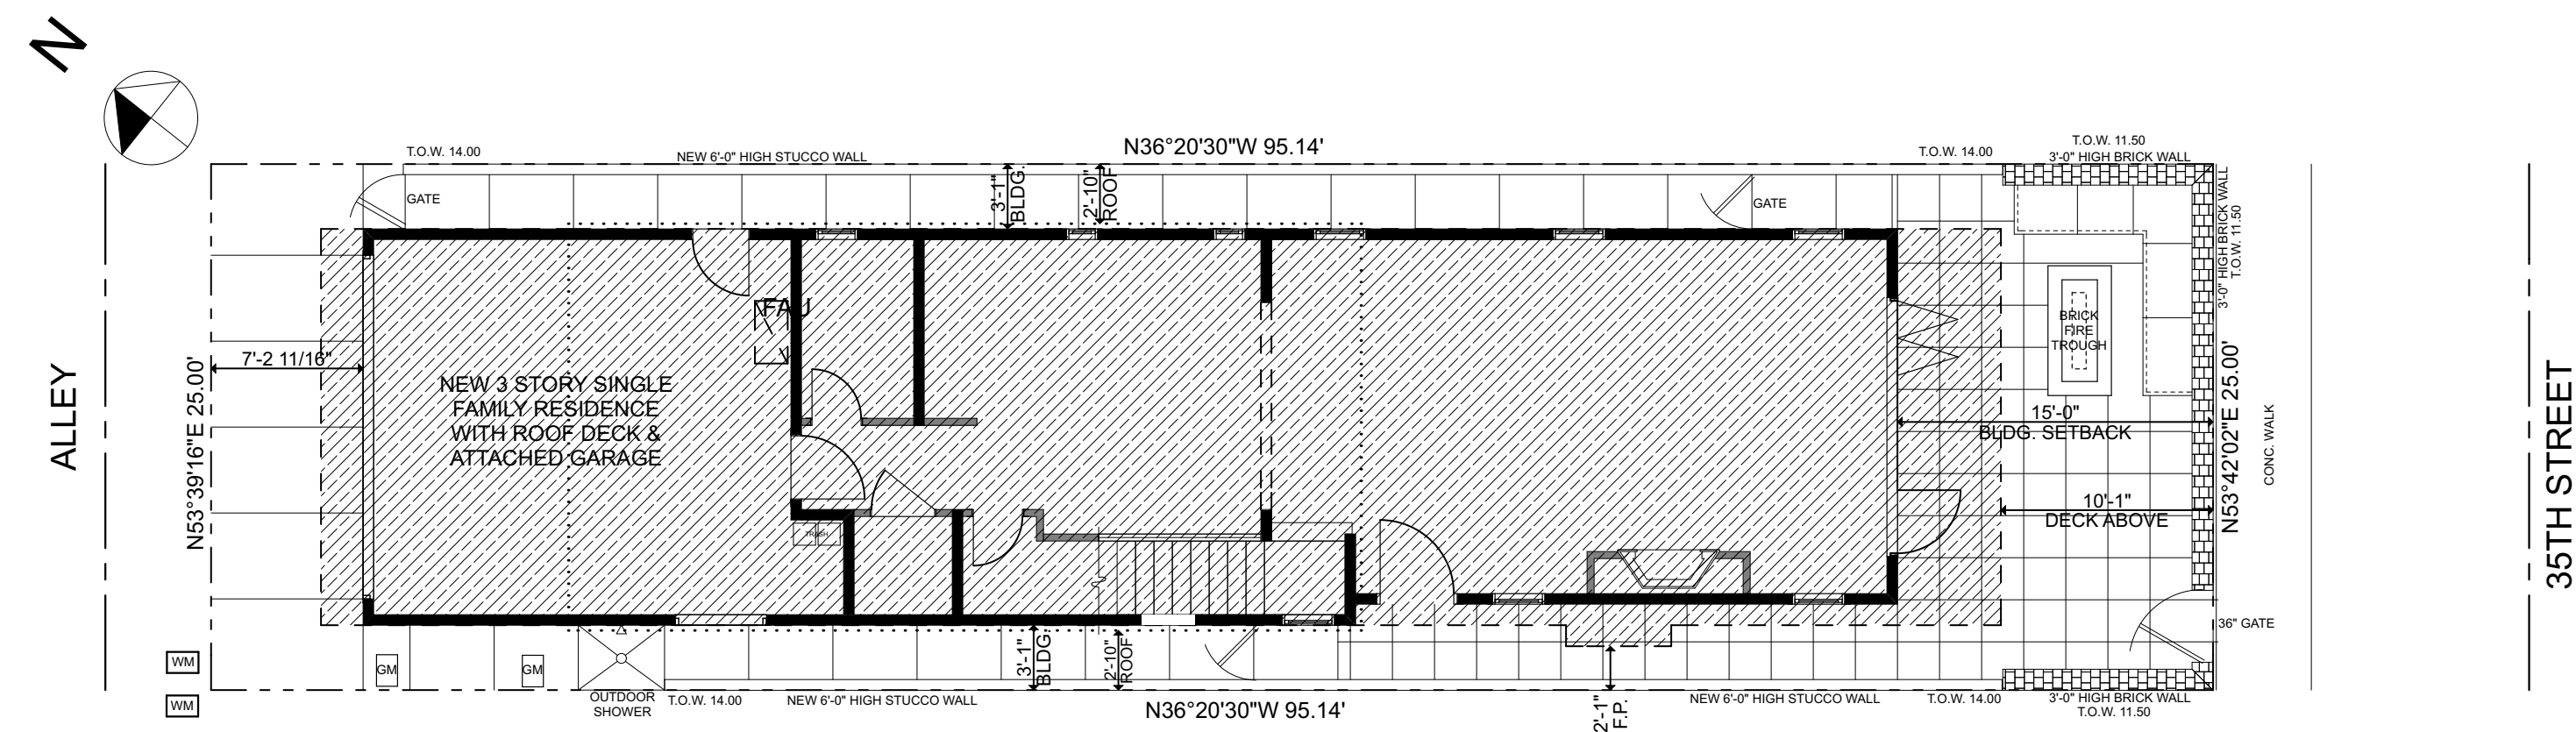 N
T.O.W. 14.00
NEW 6'-0" HIGH STUCCO WALL
N36°20'30"W 95.14'
T.O.W. 14.00
T.O.W. 11.50
3'-0" HIGH BRICK WALL
GATE
3'-1"
BLDG.
2'-10"
ROOF
GATE
3'-0" HIGH BRICK WALL
T.O.W. 11.50
FAU
BRICK
FIRE
TROUGH
7'-2 11/16"
NEW 3 STORY SINGLE
FAMILY RESIDENCE
WITH ROOF DECK &
ATTACHED GARAGE
ALLEY
N53°39'16"E 25.00'
15'-0"
BLDG. SETBACK
10'-1"
DECK ABOVE
N53°42'02"E 25.00'
CONC. WALK
35TH STREET
TRASH
36" GATE
WM
WM
GM
GM
OUTDOOR
SHOWER
T.O.W. 14.00
NEW 6'-0" HIGH STUCCO WALL
3'-1"
BLDG.
2'-10"
ROOF
N36°20'30"W 95.14'
2'-1"
F.P.
NEW 6'-0" HIGH STUCCO WALL
T.O.W. 14.00
3'-0" HIGH BRICK WALL
T.O.W. 11.50